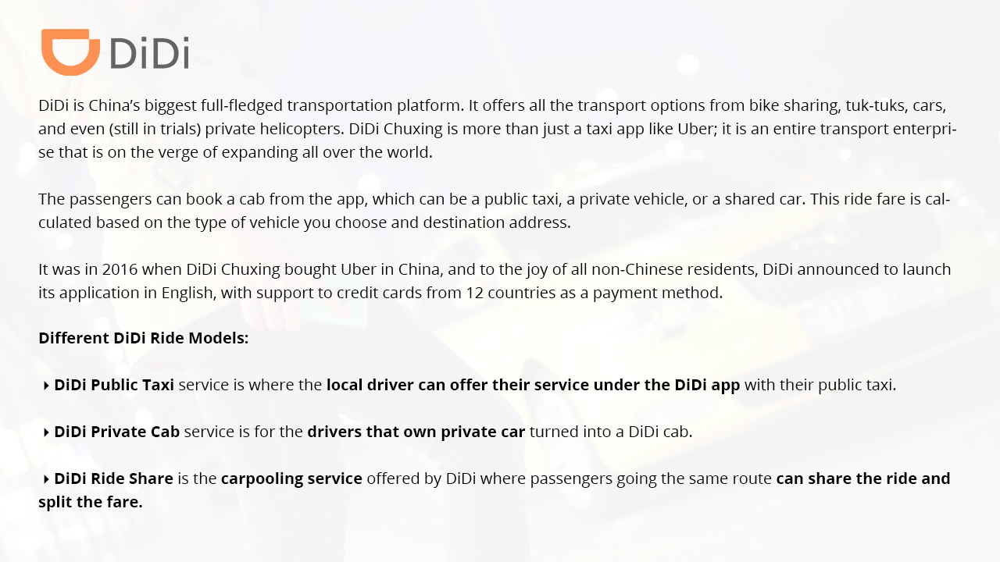 DiDi
DiDi is China’s biggest full-fledged transportation platform. It offers all the transport options from bike sharing, tuk-tuks, cars,
and even (still in trials) private helicopters. DiDi Chuxing is more than just a taxi app like Uber; it is an entire transport enterpri-
se that is on the verge of expanding all over the world.
The passengers can book a cab from the app, which can be a public taxi, a private vehicle, or a shared car. This ride fare is cal-
culated based on the type of vehicle you choose and destination address.
It was in 2016 when DiDi Chuxing bought Uber in China, and to the joy of all non-Chinese residents, DiDi announced to launch
its application in English, with support to credit cards from 12 countries as a payment method.
Different DiDi Ride Models:
DiDi Public Taxi service is where the local driver can offer their service under the DiDi app with their public taxi.
DiDi Private Cab service is for the drivers that own private car turned into a DiDi cab.
DiDi Ride Share is the carpooling service offered by DiDi where passengers going the same route can share the ride and
split the fare.